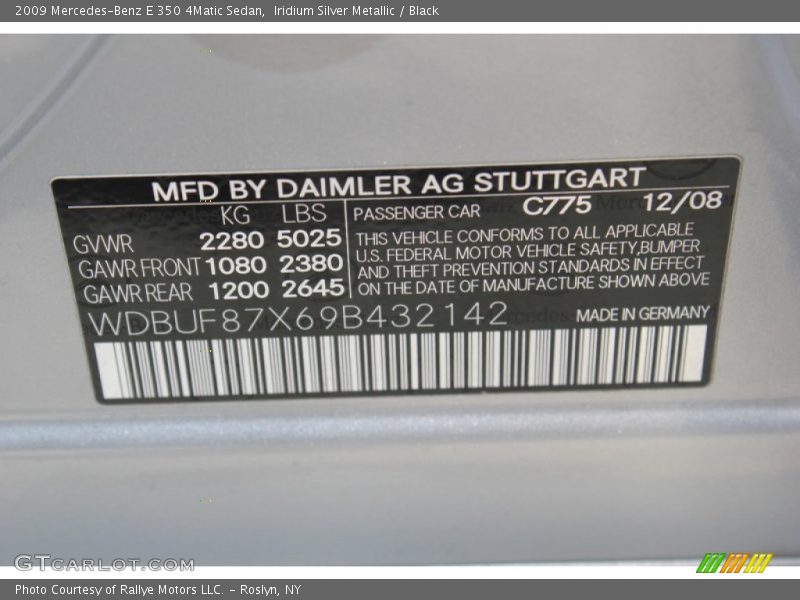 2009 Mercedes-Benz E 350 4Matic Sedan, Iridium Silver Metallic / Black
MFD BY DAIMLER AG STUTTGART
KG LBS
GVWR 2280 5025
GAWR FRONT 1080 2380
GAWR REAR 1200 2645
PASSENGER CAR C775 12/08
THIS VEHICLE CONFORMS TO ALL APPLICABLE
U.S. FEDERAL MOTOR VEHICLE SAFETY,BUMPER
AND THEFT PREVENTION STANDARDS IN EFFECT
ON THE DATE OF MANUFACTURE SHOWN ABOVE
WDBUF87X69B432142 MADE IN GERMANY
GTCARLOT.COM
Photo Courtesy of Rallye Motors LLC. - Roslyn, NY